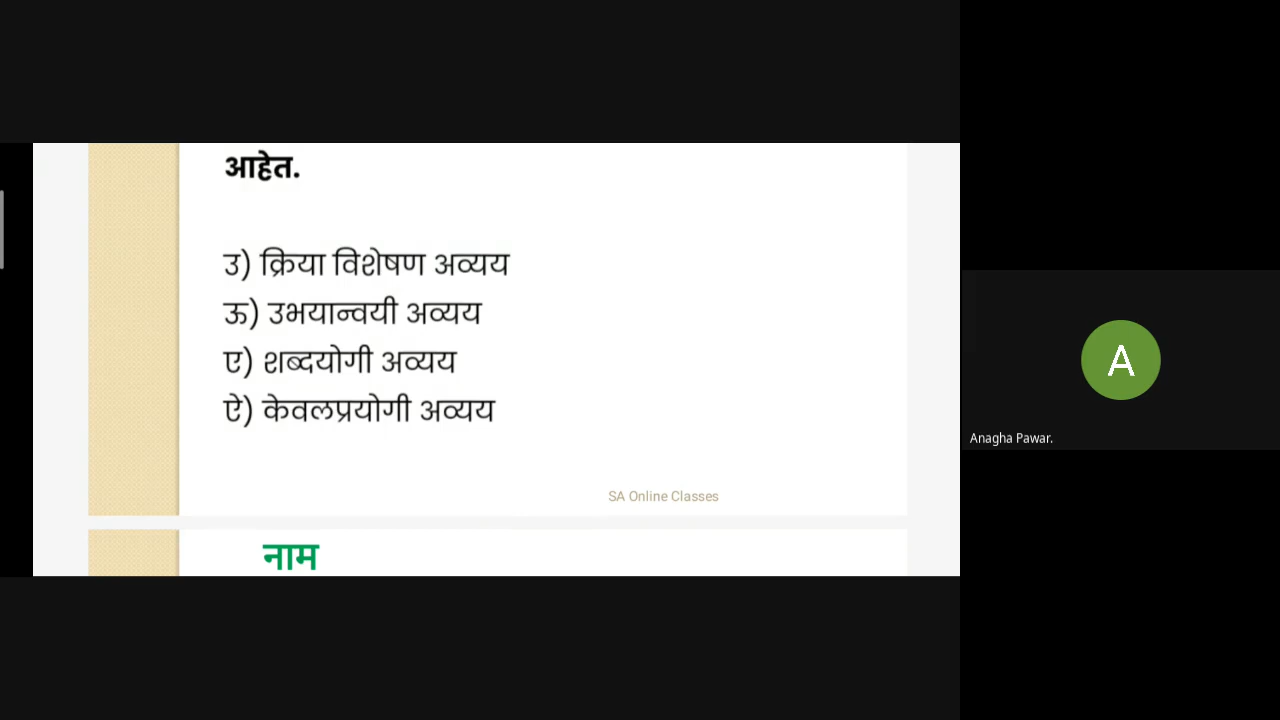 आहेत.
उ) क्रिया विशेषण अव्यय
ऊ) उभयान्वयी अव्यय
ए) शब्दयोगी अव्यय
ऐ) केवलप्रयोगी अव्यय
SA Online Classes
नाम
A
Anagha Pawar.